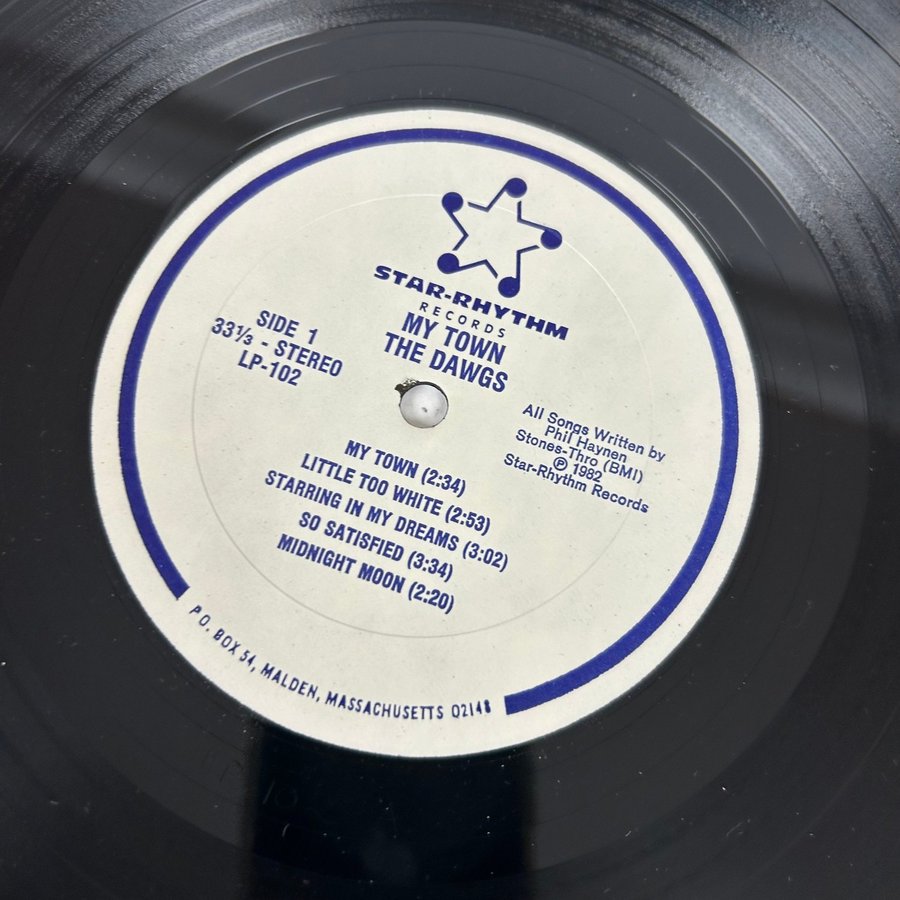 STAR-RHYTHM
RECORDS
MY TOWN
THE DAWGS
SIDE 1
33⅓ - STEREO
LP-102
All Songs Written by
Phil Haynen
Stones-Thro (BMI)
℗ 1982
Star-Rhythm Records
MY TOWN (2:34)
LITTLE TOO WHITE (2:53)
STARRING IN MY DREAMS (3:02)
SO SATISFIED (3:34)
MIDNIGHT MOON (2:20)
P.O. BOX 54, MALDEN, MASSACHUSETTS 02148